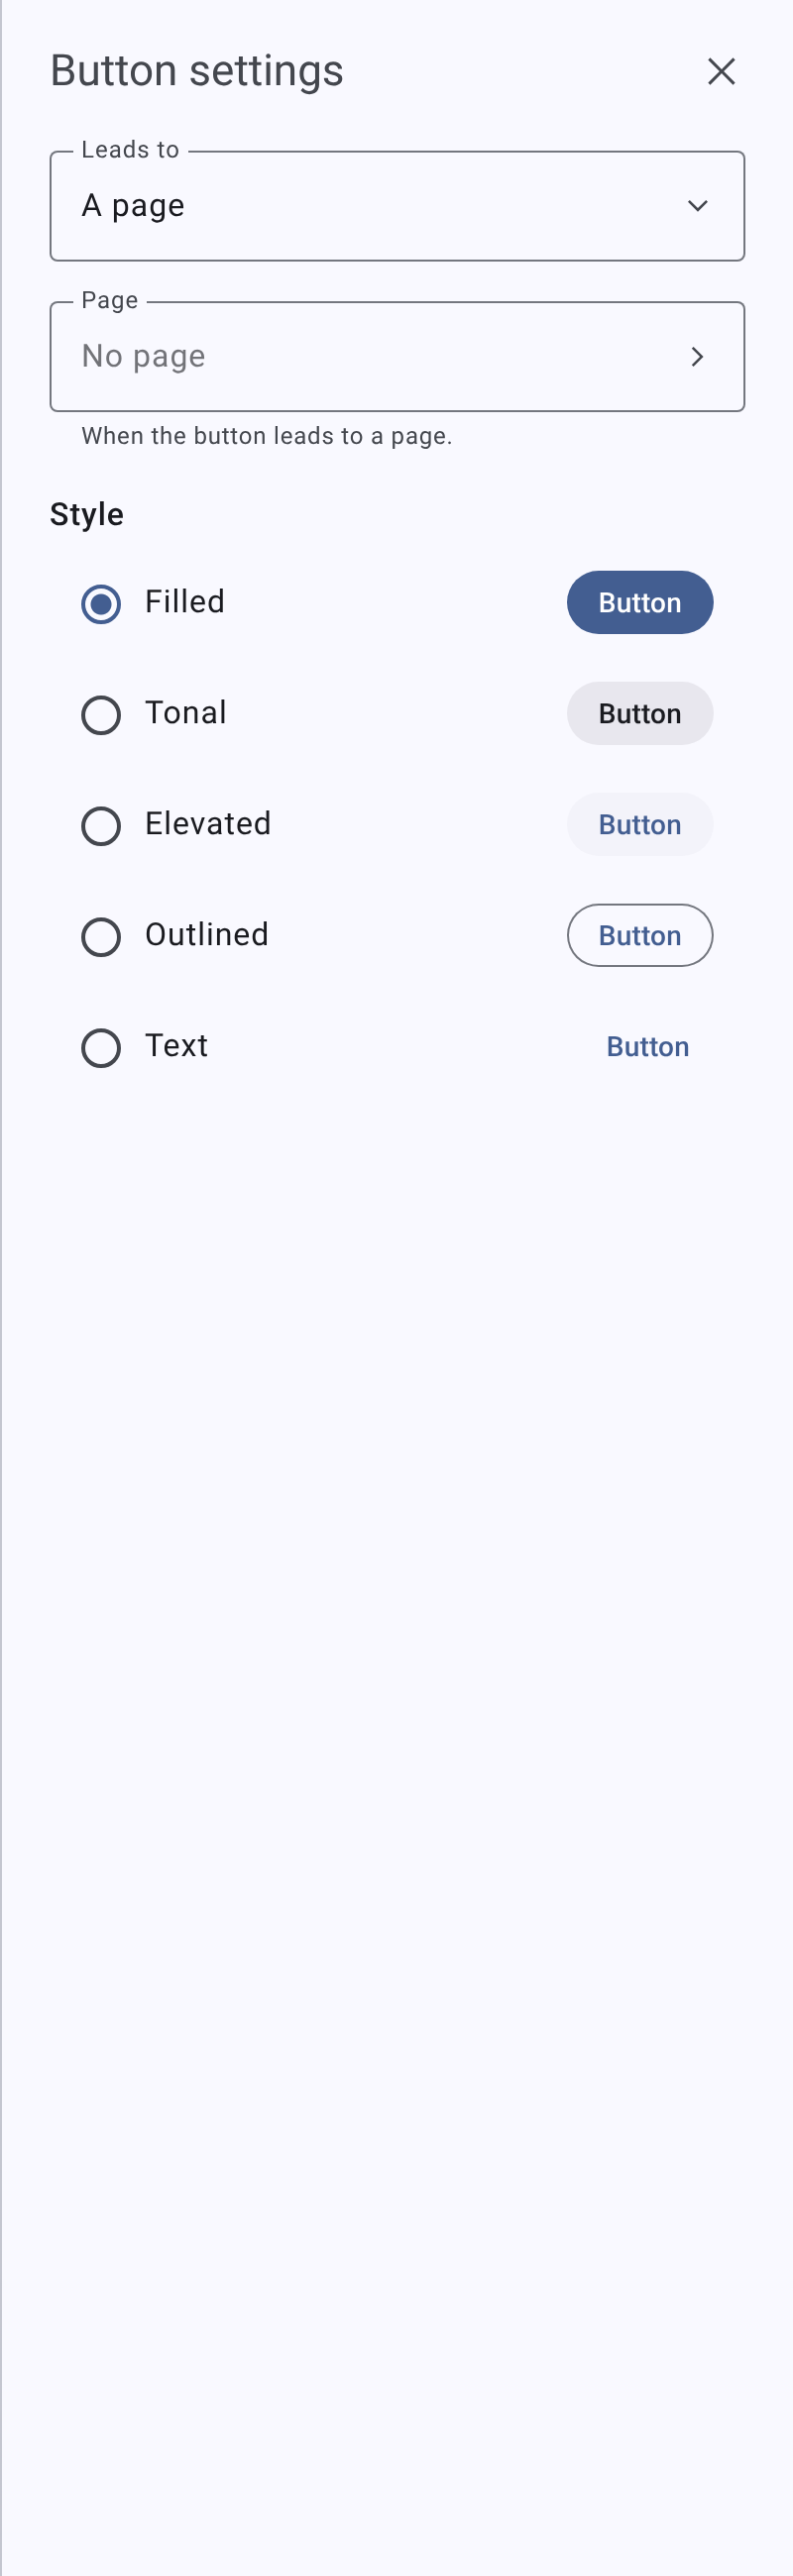 Button settings
Leads to
A page
Page
No page
When the button leads to a page.
Style
Filled
Button
Tonal
Button
Elevated
Button
Outlined
Button
Text
Button